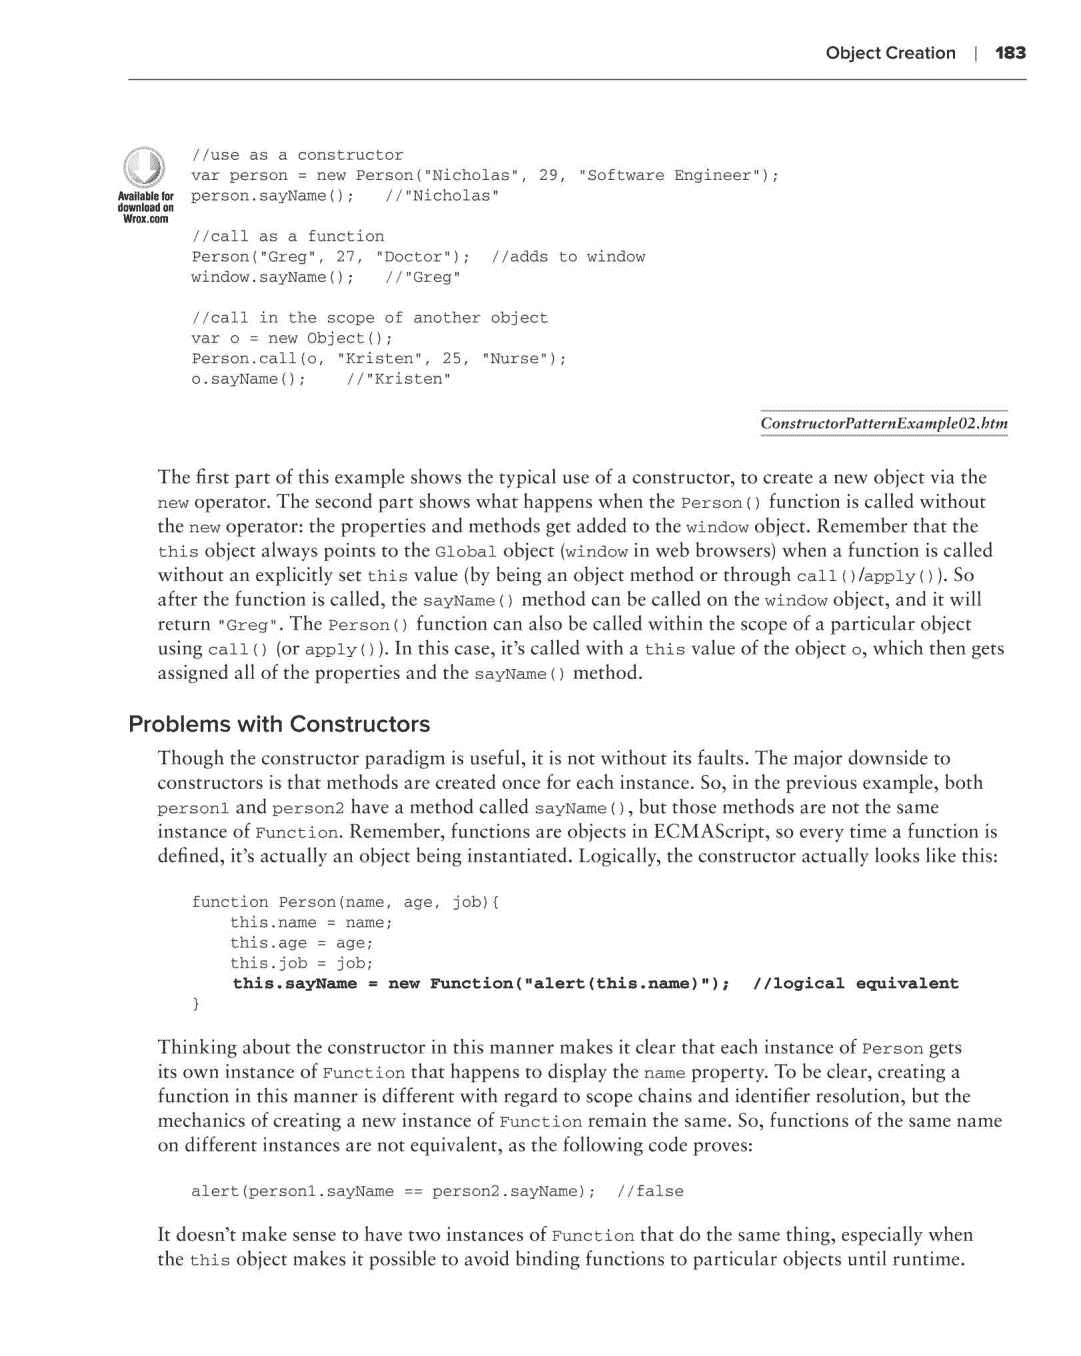 Object Creation | 183
Available for
download on
Wrox.com
//use as a constructor
var person = new Person("Nicholas", 29, "Software Engineer");
person.sayName();   //"Nicholas"
//call as a function
Person("Greg", 27, "Doctor");  //adds to window
window.sayName();   //"Greg"
//call in the scope of another object
var o = new Object();
Person.call(o, "Kristen", 25, "Nurse");
o.sayName();    //"Kristen"
ConstructorPatternExample02.htm
The first part of this example shows the typical use of a constructor, to create a new object via the
new operator. The second part shows what happens when the Person() function is called without
the new operator: the properties and methods get added to the window object. Remember that the
this object always points to the Global object (window in web browsers) when a function is called
without an explicitly set this value (by being an object method or through call()/apply()). So
after the function is called, the sayName() method can be called on the window object, and it will
return "Greg". The Person() function can also be called within the scope of a particular object
using call() (or apply()). In this case, it’s called with a this value of the object o, which then gets
assigned all of the properties and the sayName() method.
Problems with Constructors
Though the constructor paradigm is useful, it is not without its faults. The major downside to
constructors is that methods are created once for each instance. So, in the previous example, both
person1 and person2 have a method called sayName(), but those methods are not the same
instance of Function. Remember, functions are objects in ECMAScript, so every time a function is
defined, it’s actually an object being instantiated. Logically, the constructor actually looks like this:
function Person(name, age, job){
    this.name = name;
    this.age = age;
    this.job = job;
    this.sayName = new Function("alert(this.name)");  //logical equivalent
}
Thinking about the constructor in this manner makes it clear that each instance of Person gets
its own instance of Function that happens to display the name property. To be clear, creating a
function in this manner is different with regard to scope chains and identifier resolution, but the
mechanics of creating a new instance of Function remain the same. So, functions of the same name
on different instances are not equivalent, as the following code proves:
alert(person1.sayName == person2.sayName);  //false
It doesn’t make sense to have two instances of Function that do the same thing, especially when
the this object makes it possible to avoid binding functions to particular objects until runtime.